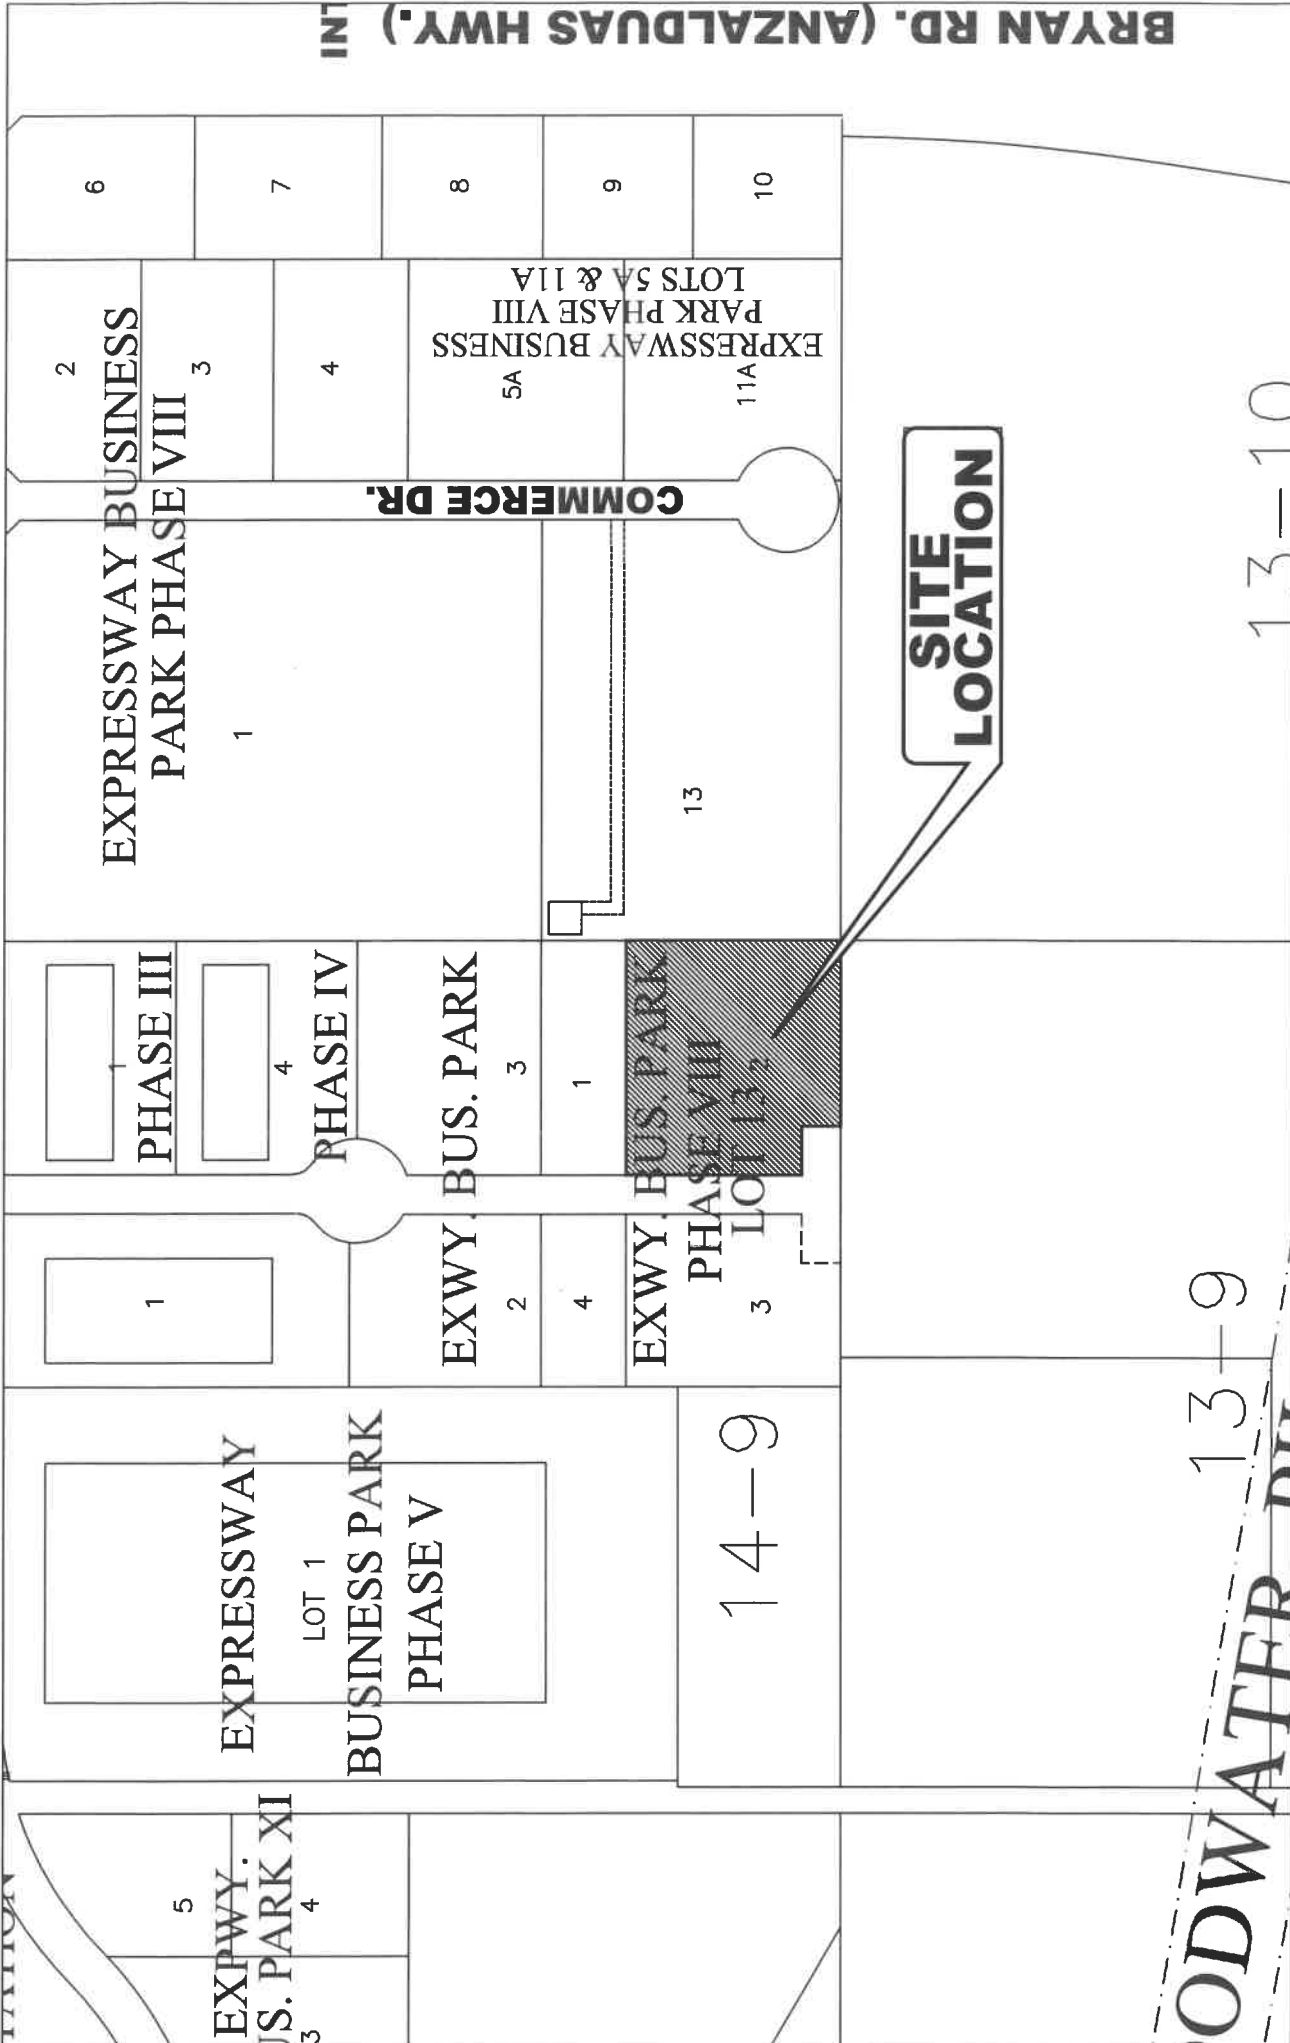 BRYAN RD. (ANZALDUAS HWY.)
6
7
8
9
10
2
3
4
5A
11A
EXPRESSWAY BUSINESS
PARK PHASE VIII
LOTS 5A & 11A
EXPRESSWAY BUSINESS
PARK PHASE VIII
COMMERCE DR.
1
13
SITE
LOCATION
13-10
1
PHASE III
4
PHASE IV
EXWY. BUS. PARK
3
1
EXWY. BUS. PARK
PHASE VIII
LOT 13
2
1
2
4
3
13-9
EXPRESSWAY
LOT 1
BUSINESS PARK
PHASE V
14-9
5
EXPWY.
US. PARK XI
4
3
ODWATER